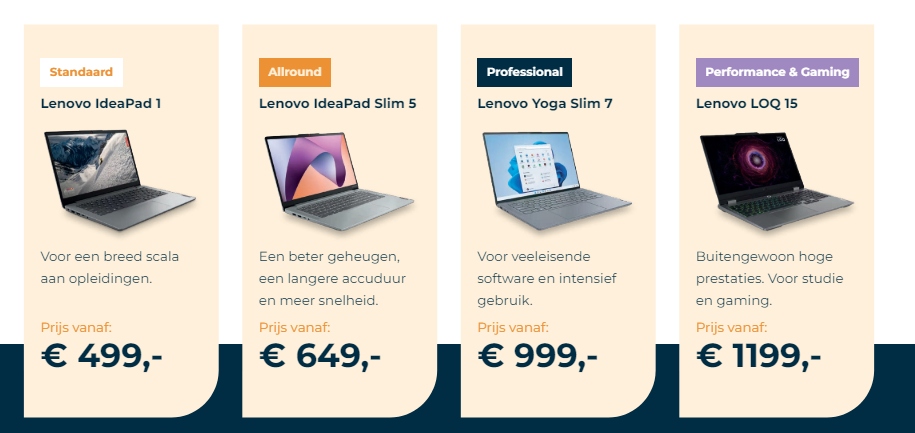 Standaard
Lenovo IdeaPad 1
Voor een breed scala
aan opleidingen.
Prijs vanaf:
€ 499,-
Allround
Lenovo IdeaPad Slim 5
Een beter geheugen,
een langere accuduur
en meer snelheid.
Prijs vanaf:
€ 649,-
Professional
Lenovo Yoga Slim 7
Voor veeleisende
software en intensief
gebruik.
Prijs vanaf:
€ 999,-
Performance & Gaming
Lenovo LOQ 15
Buitengewoon hoge
prestaties. Voor studie
en gaming.
Prijs vanaf:
€ 1199,-